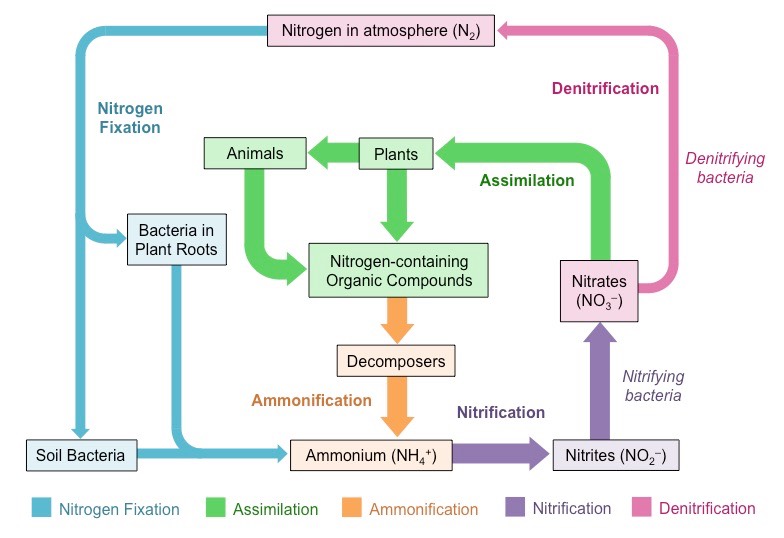 Nitrogen in atmosphere (N₂)
Nitrogen
Fixation
Denitrification
Animals
Plants
Assimilation
Denitrifying
bacteria
Bacteria in
Plant Roots
Nitrogen-containing
Organic Compounds
Nitrates
(NO₃⁻)
Decomposers
Ammonification
Nitrifying
bacteria
Nitrification
Soil Bacteria
Ammonium (NH₄⁺)
Nitrites (NO₂⁻)
Nitrogen Fixation
Assimilation
Ammonification
Nitrification
Denitrification